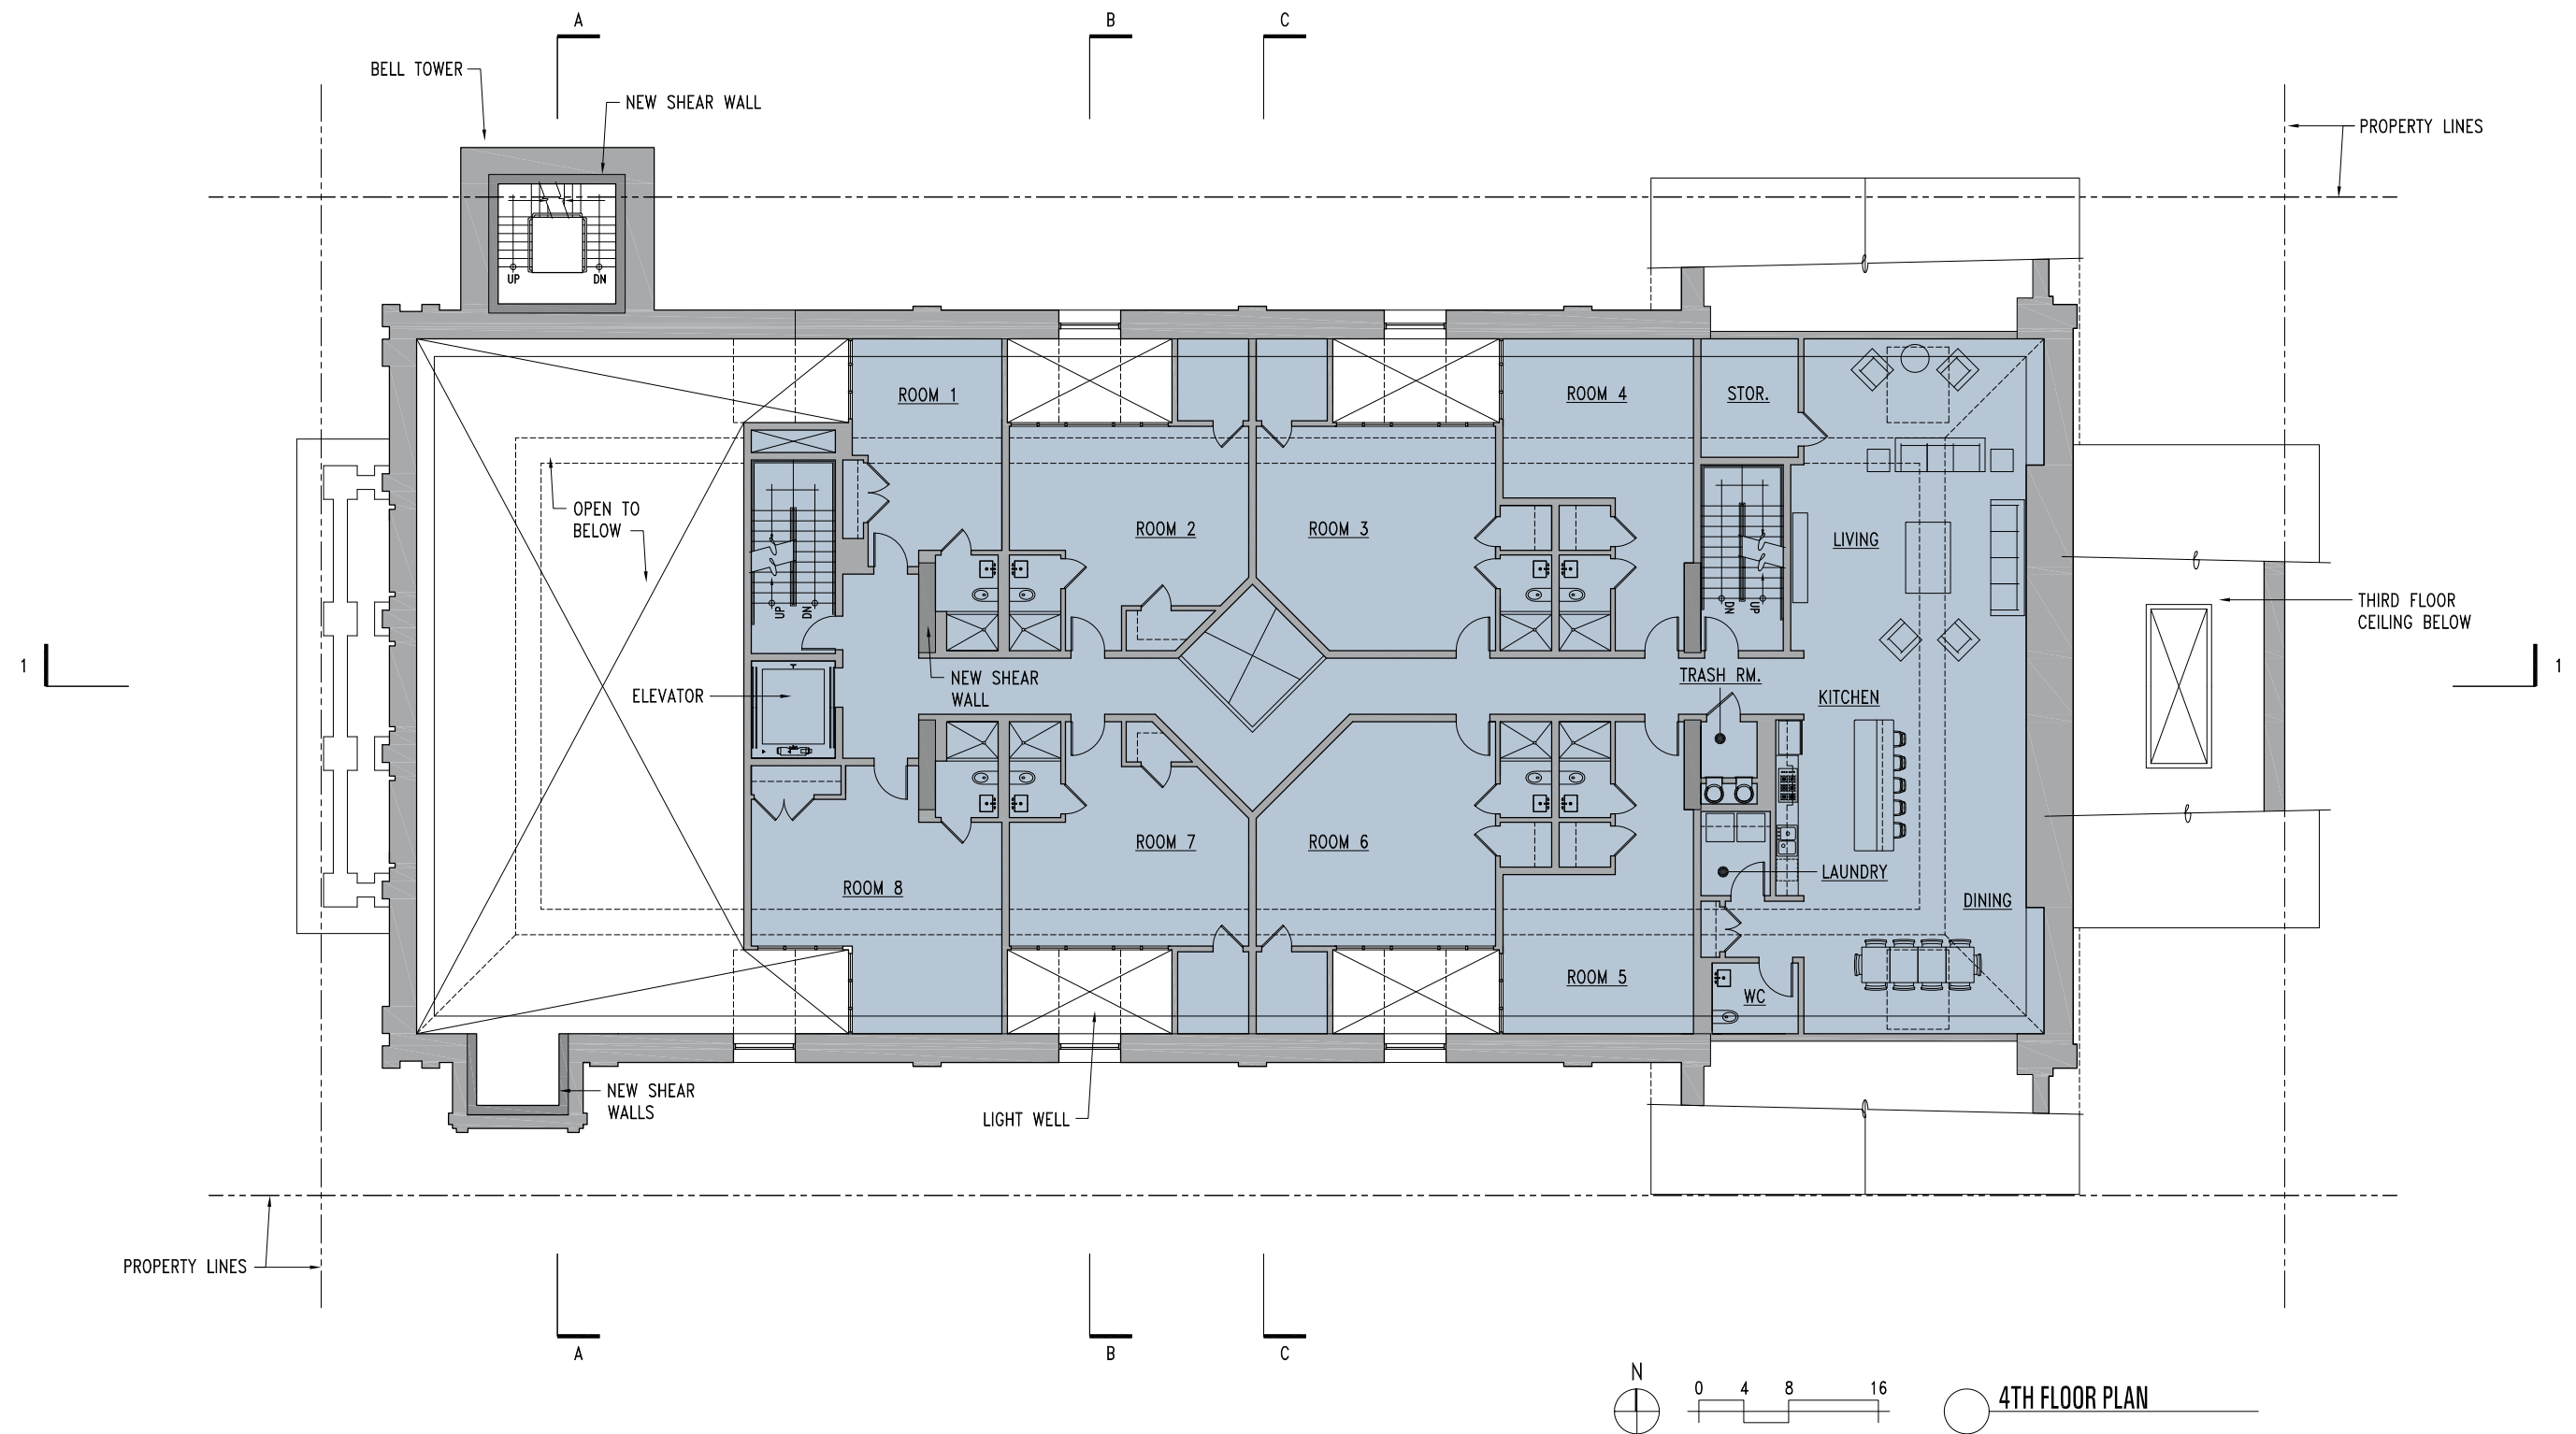 A
B
C
BELL TOWER
NEW SHEAR WALL
PROPERTY LINES
UP
DN
ROOM 1
ROOM 4
STOR.
OPEN TO
BELOW
ROOM 2
ROOM 3
LIVING
UP
DN
DN
UP
THIRD FLOOR
CEILING BELOW
1
1
NEW SHEAR
WALL
TRASH RM.
ELEVATOR
KITCHEN
ROOM 7
ROOM 6
LAUNDRY
ROOM 8
DINING
ROOM 5
WC
NEW SHEAR
WALLS
LIGHT WELL
PROPERTY LINES
A
B
C
N
0 4 8 16
4TH FLOOR PLAN